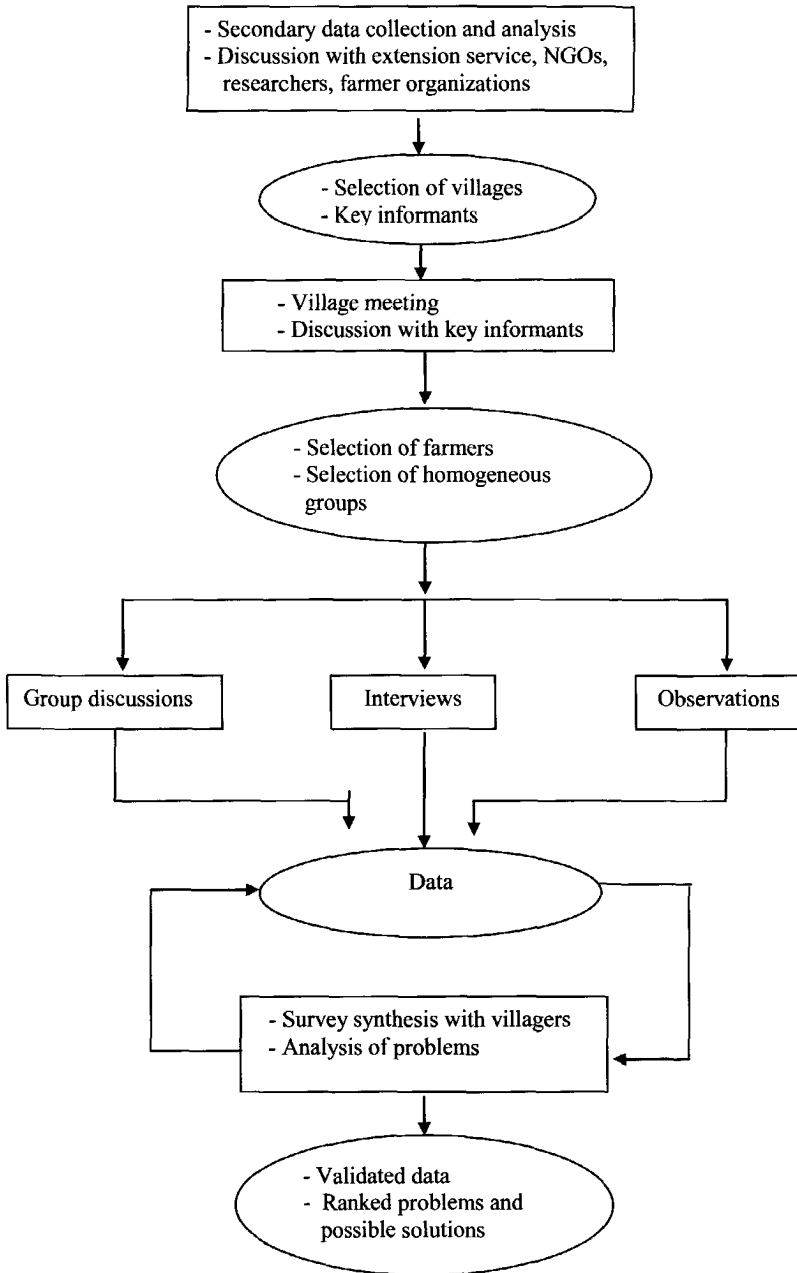 - Secondary data collection and analysis
- Discussion with extension service, NGOs,
researchers, farmer organizations
- Selection of villages
- Key informants
- Village meeting
- Discussion with key informants
- Selection of farmers
- Selection of homogeneous
groups
Group discussions
Interviews
Observations
Data
- Survey synthesis with villagers
- Analysis of problems
- Validated data
- Ranked problems and
possible solutions